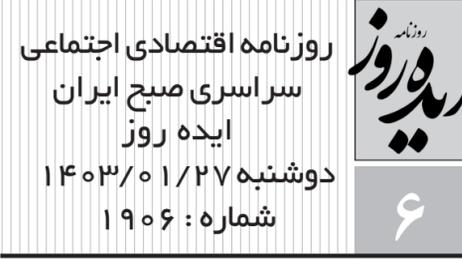 روزنامه اقتصادی اجتماعی
سراسری صبح ایران
ایده روز
دوشنبه ۱۴۰۳/۰۱/۲۷
شماره : ۱۹۰۶
روزنامه
ایده روز
۶